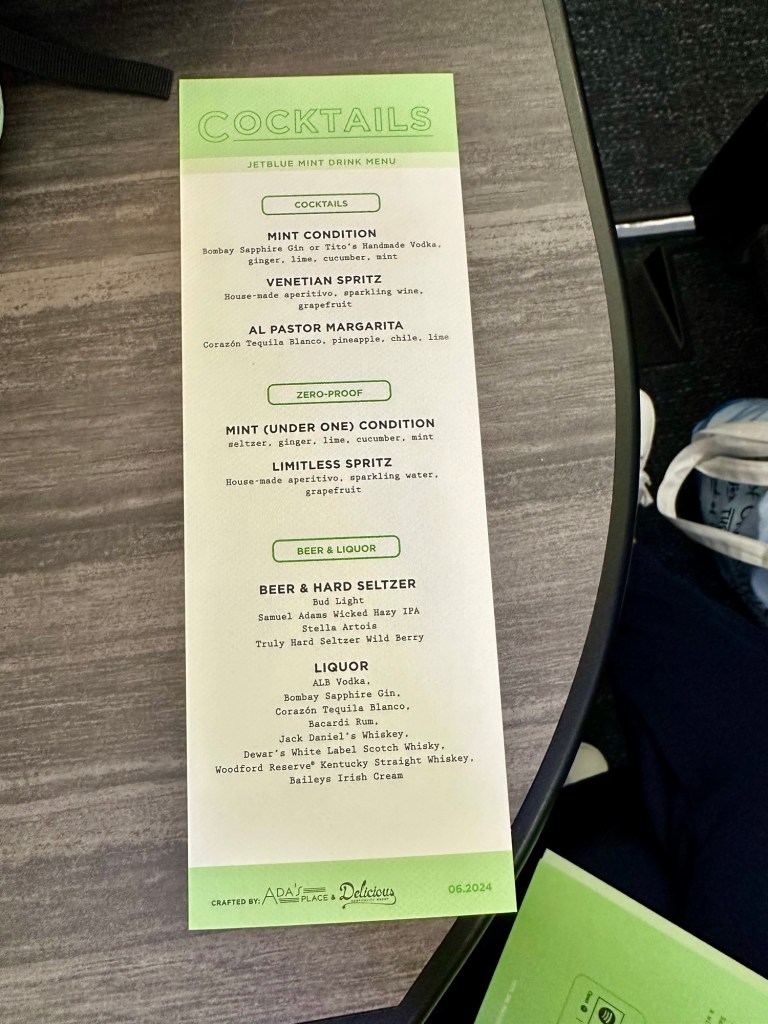 COCKTAILS
JETBLUE MINT DRINK MENU
COCKTAILS
MINT CONDITION
Bombay Sapphire Gin or Tito's Handmade Vodka,
ginger, lime, cucumber, mint
VENETIAN SPRITZ
House-made aperitivo, sparkling wine,
grapefruit
AL PASTOR MARGARITA
Corazón Tequila Blanco, pineapple, chile, lime
ZERO-PROOF
MINT (UNDER ONE) CONDITION
seltzer, ginger, lime, cucumber, mint
LIMITLESS SPRITZ
House-made aperitivo, sparkling water,
grapefruit
BEER & LIQUOR
BEER & HARD SELTZER
Bud Light
Samuel Adams Wicked Hazy IPA
Stella Artois
Truly Hard Seltzer Wild Berry
LIQUOR
ALB Vodka,
Bombay Sapphire Gin,
Corazón Tequila Blanco,
Bacardi Rum,
Jack Daniel's Whiskey,
Dewar's White Label Scotch Whisky,
Woodford Reserve® Kentucky Straight Whiskey,
Baileys Irish Cream
CRAFTED BY: ADA'S PLACE & Delicious
06.2024